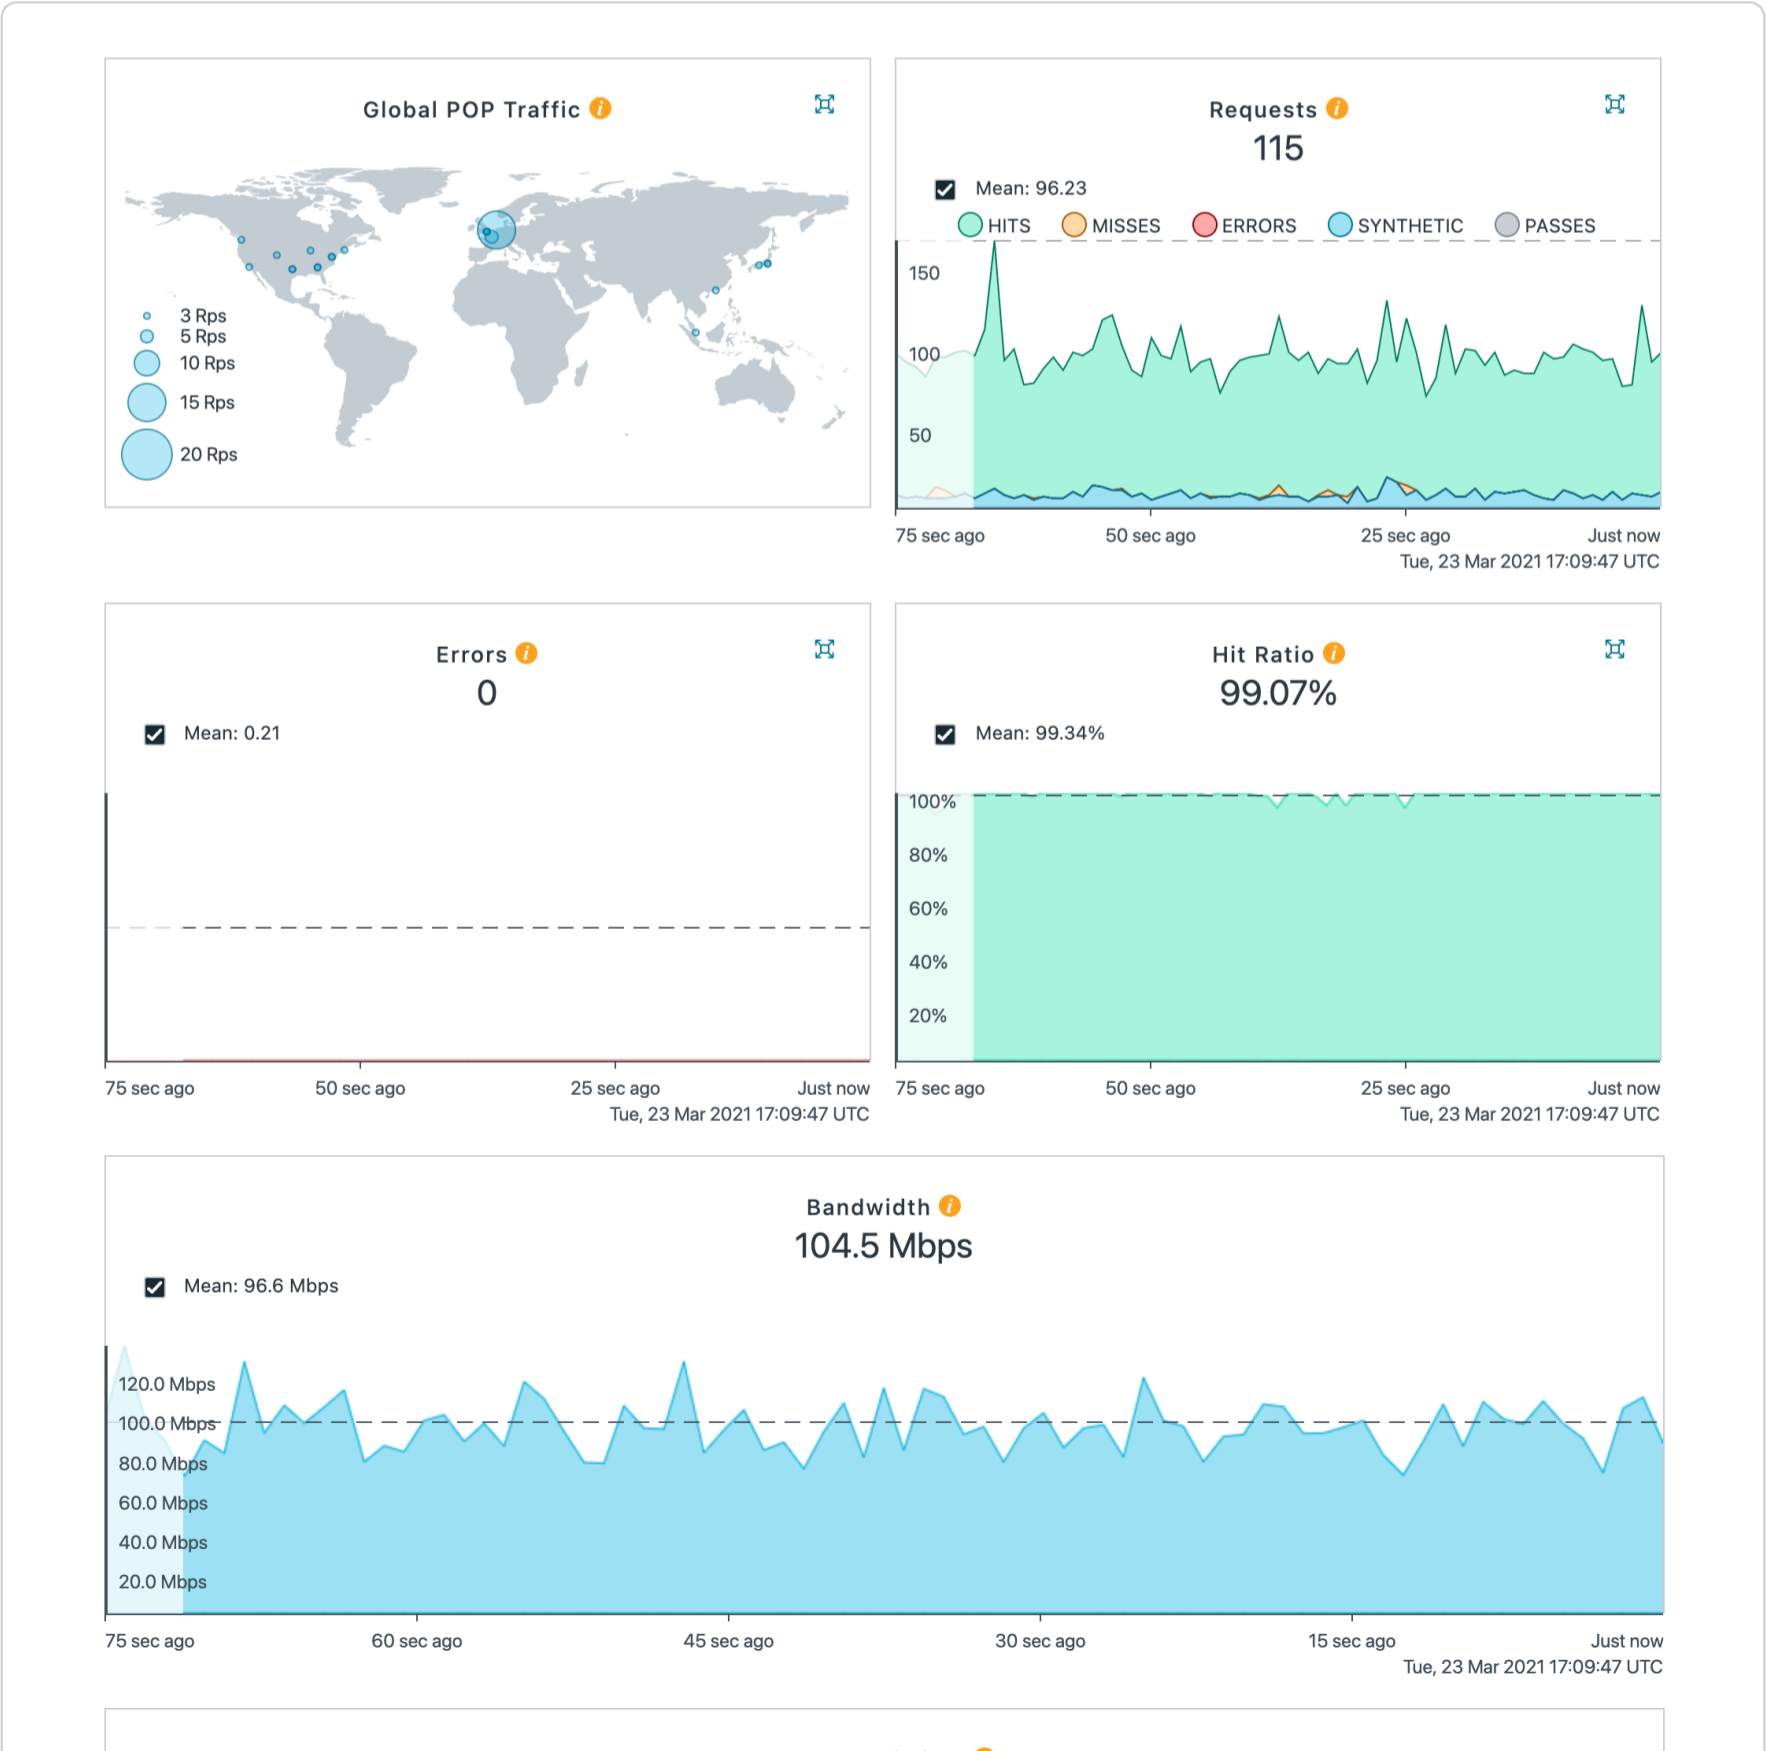 Global POP Traffic i
3 Rps
5 Rps
10 Rps
15 Rps
20 Rps
Requests i
115
Mean: 96.23
HITS MISSES ERRORS SYNTHETIC PASSES
150
100
50
75 sec ago 50 sec ago 25 sec ago Just now
Tue, 23 Mar 2021 17:09:47 UTC
Errors i
0
Mean: 0.21
75 sec ago 50 sec ago 25 sec ago Just now
Tue, 23 Mar 2021 17:09:47 UTC
Hit Ratio i
99.07%
Mean: 99.34%
100%
80%
60%
40%
20%
75 sec ago 50 sec ago 25 sec ago Just now
Tue, 23 Mar 2021 17:09:47 UTC
Bandwidth i
104.5 Mbps
Mean: 96.6 Mbps
120.0 Mbps
100.0 Mbps
80.0 Mbps
60.0 Mbps
40.0 Mbps
20.0 Mbps
75 sec ago 60 sec ago 45 sec ago 30 sec ago 15 sec ago Just now
Tue, 23 Mar 2021 17:09:47 UTC